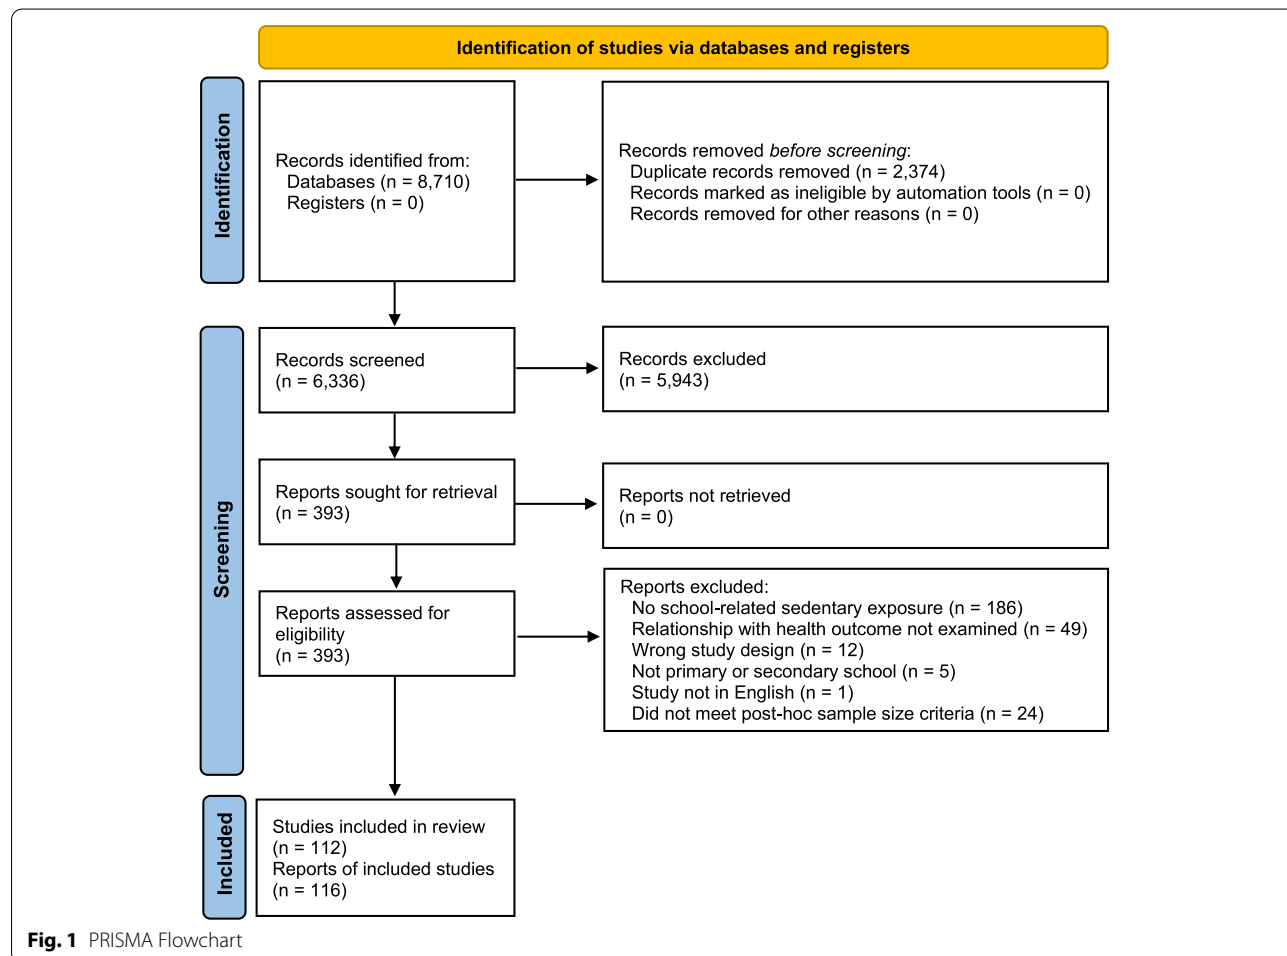 Identification of studies via databases and registers
Identification
Records identified from:
Databases (n = 8,710)
Registers (n = 0)
Records removed before screening:
Duplicate records removed (n = 2,374)
Records marked as ineligible by automation tools (n = 0)
Records removed for other reasons (n = 0)
Screening
Records screened
(n = 6,336)
Records excluded
(n = 5,943)
Reports sought for retrieval
(n = 393)
Reports not retrieved
(n = 0)
Reports assessed for
eligibility
(n = 393)
Reports excluded:
No school-related sedentary exposure (n = 186)
Relationship with health outcome not examined (n = 49)
Wrong study design (n = 12)
Not primary or secondary school (n = 5)
Study not in English (n = 1)
Did not meet post-hoc sample size criteria (n = 24)
Included
Studies included in review
(n = 112)
Reports of included studies
(n = 116)
Fig. 1 PRISMA Flowchart